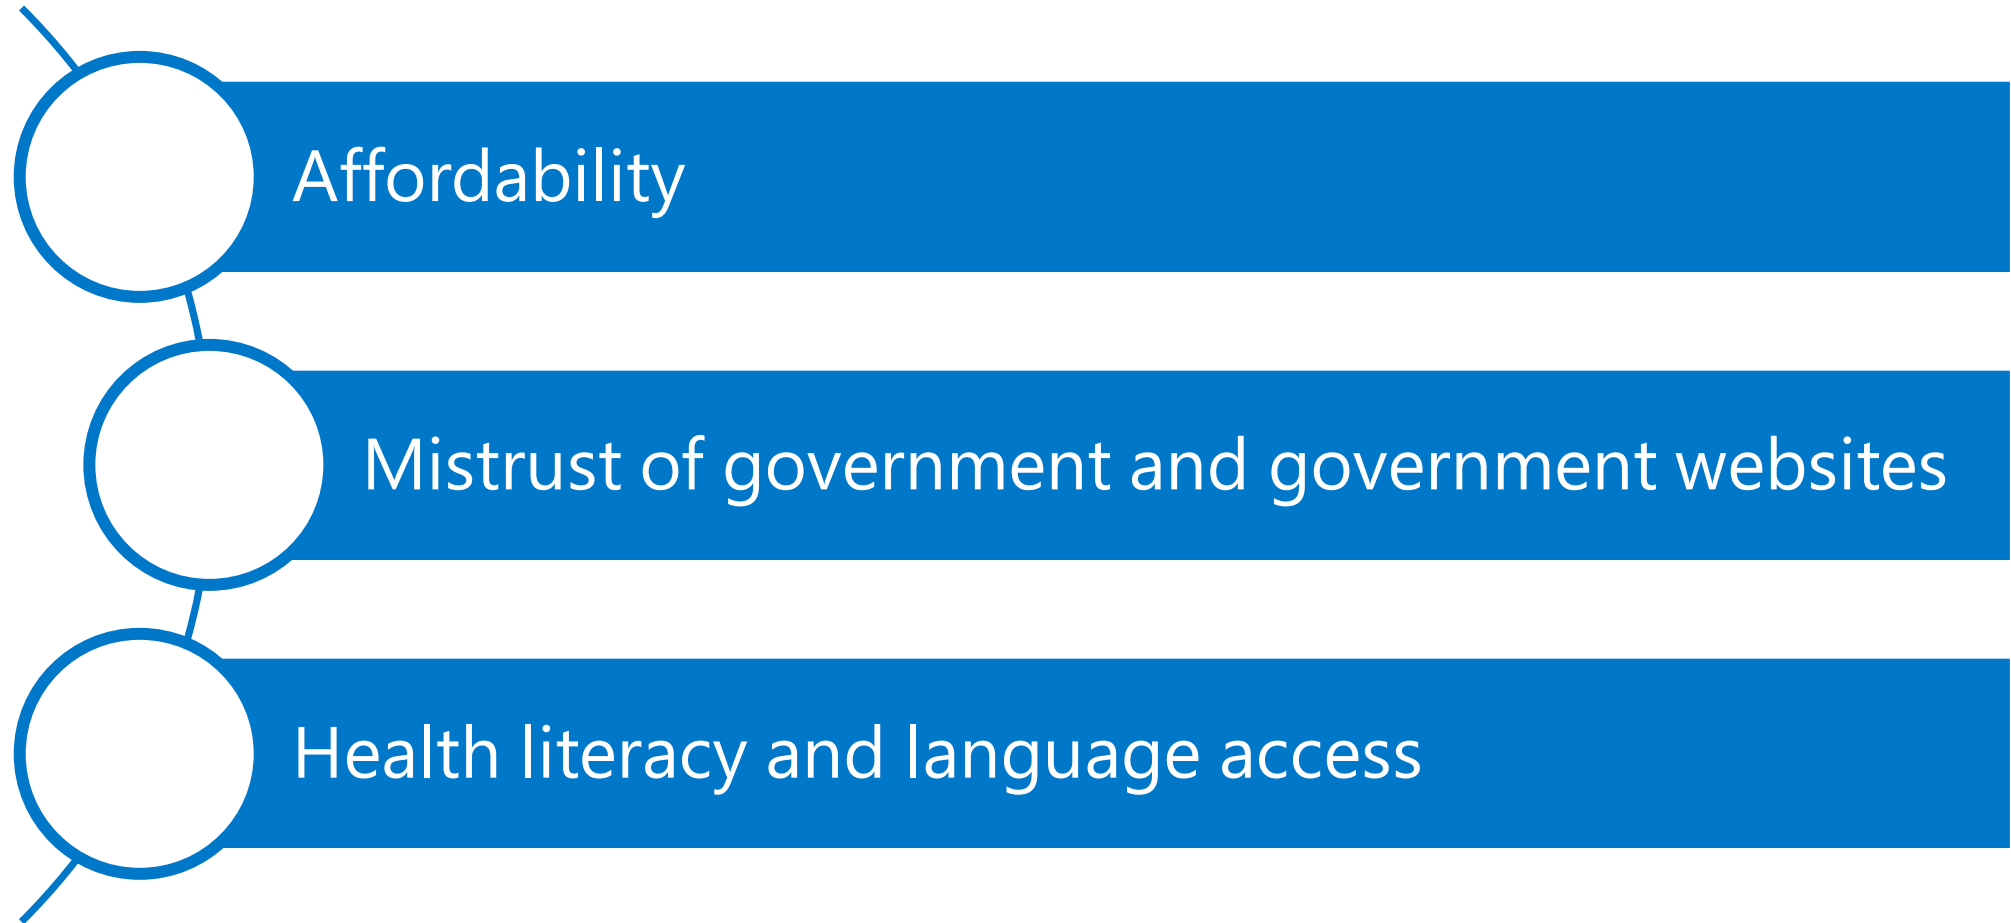 Affordability
Mistrust of government and government websites
Health literacy and language access